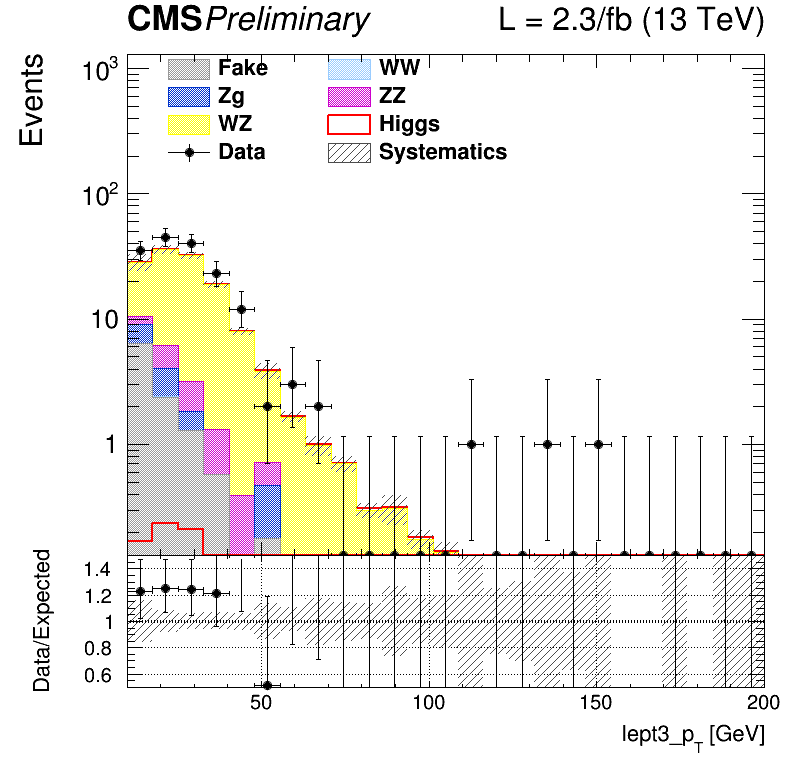 CMS Preliminary L = 2.3/fb (13 TeV)
Events
10³
10²
10
1
Fake WW
Zg ZZ
WZ Higgs
Data Systematics
Data/Expected
1.4
1.2
1
0.8
0.6
50 100 150 200
lept3_p_T [GeV]